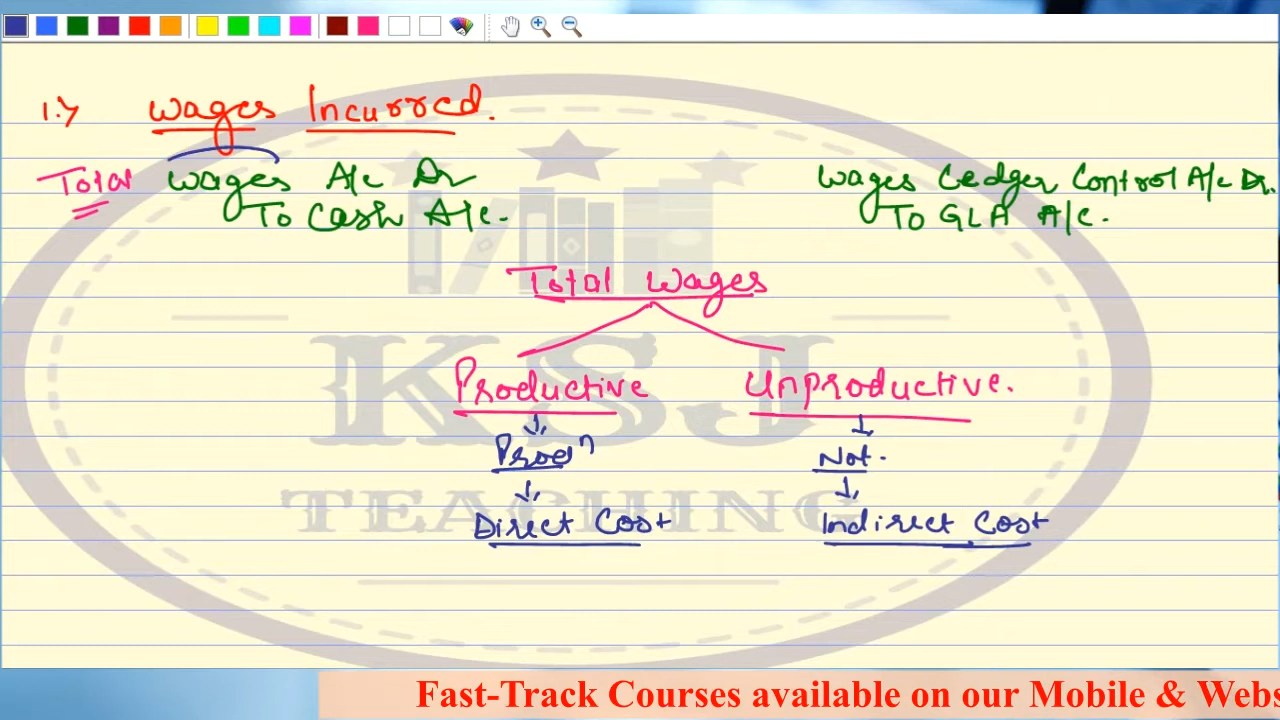 1.> Wages Incurred.
Total Wages A/c Dr
To Cash A/c.
Wages Ledger Control A/c Dr.
To GLA A/c.
Total Wages
Productive Unproductive.
Prodⁿ Not.
Direct Cost Indirect Cost
KSJ
TEACHING
Fast-Track Courses available on our Mobile & Webs